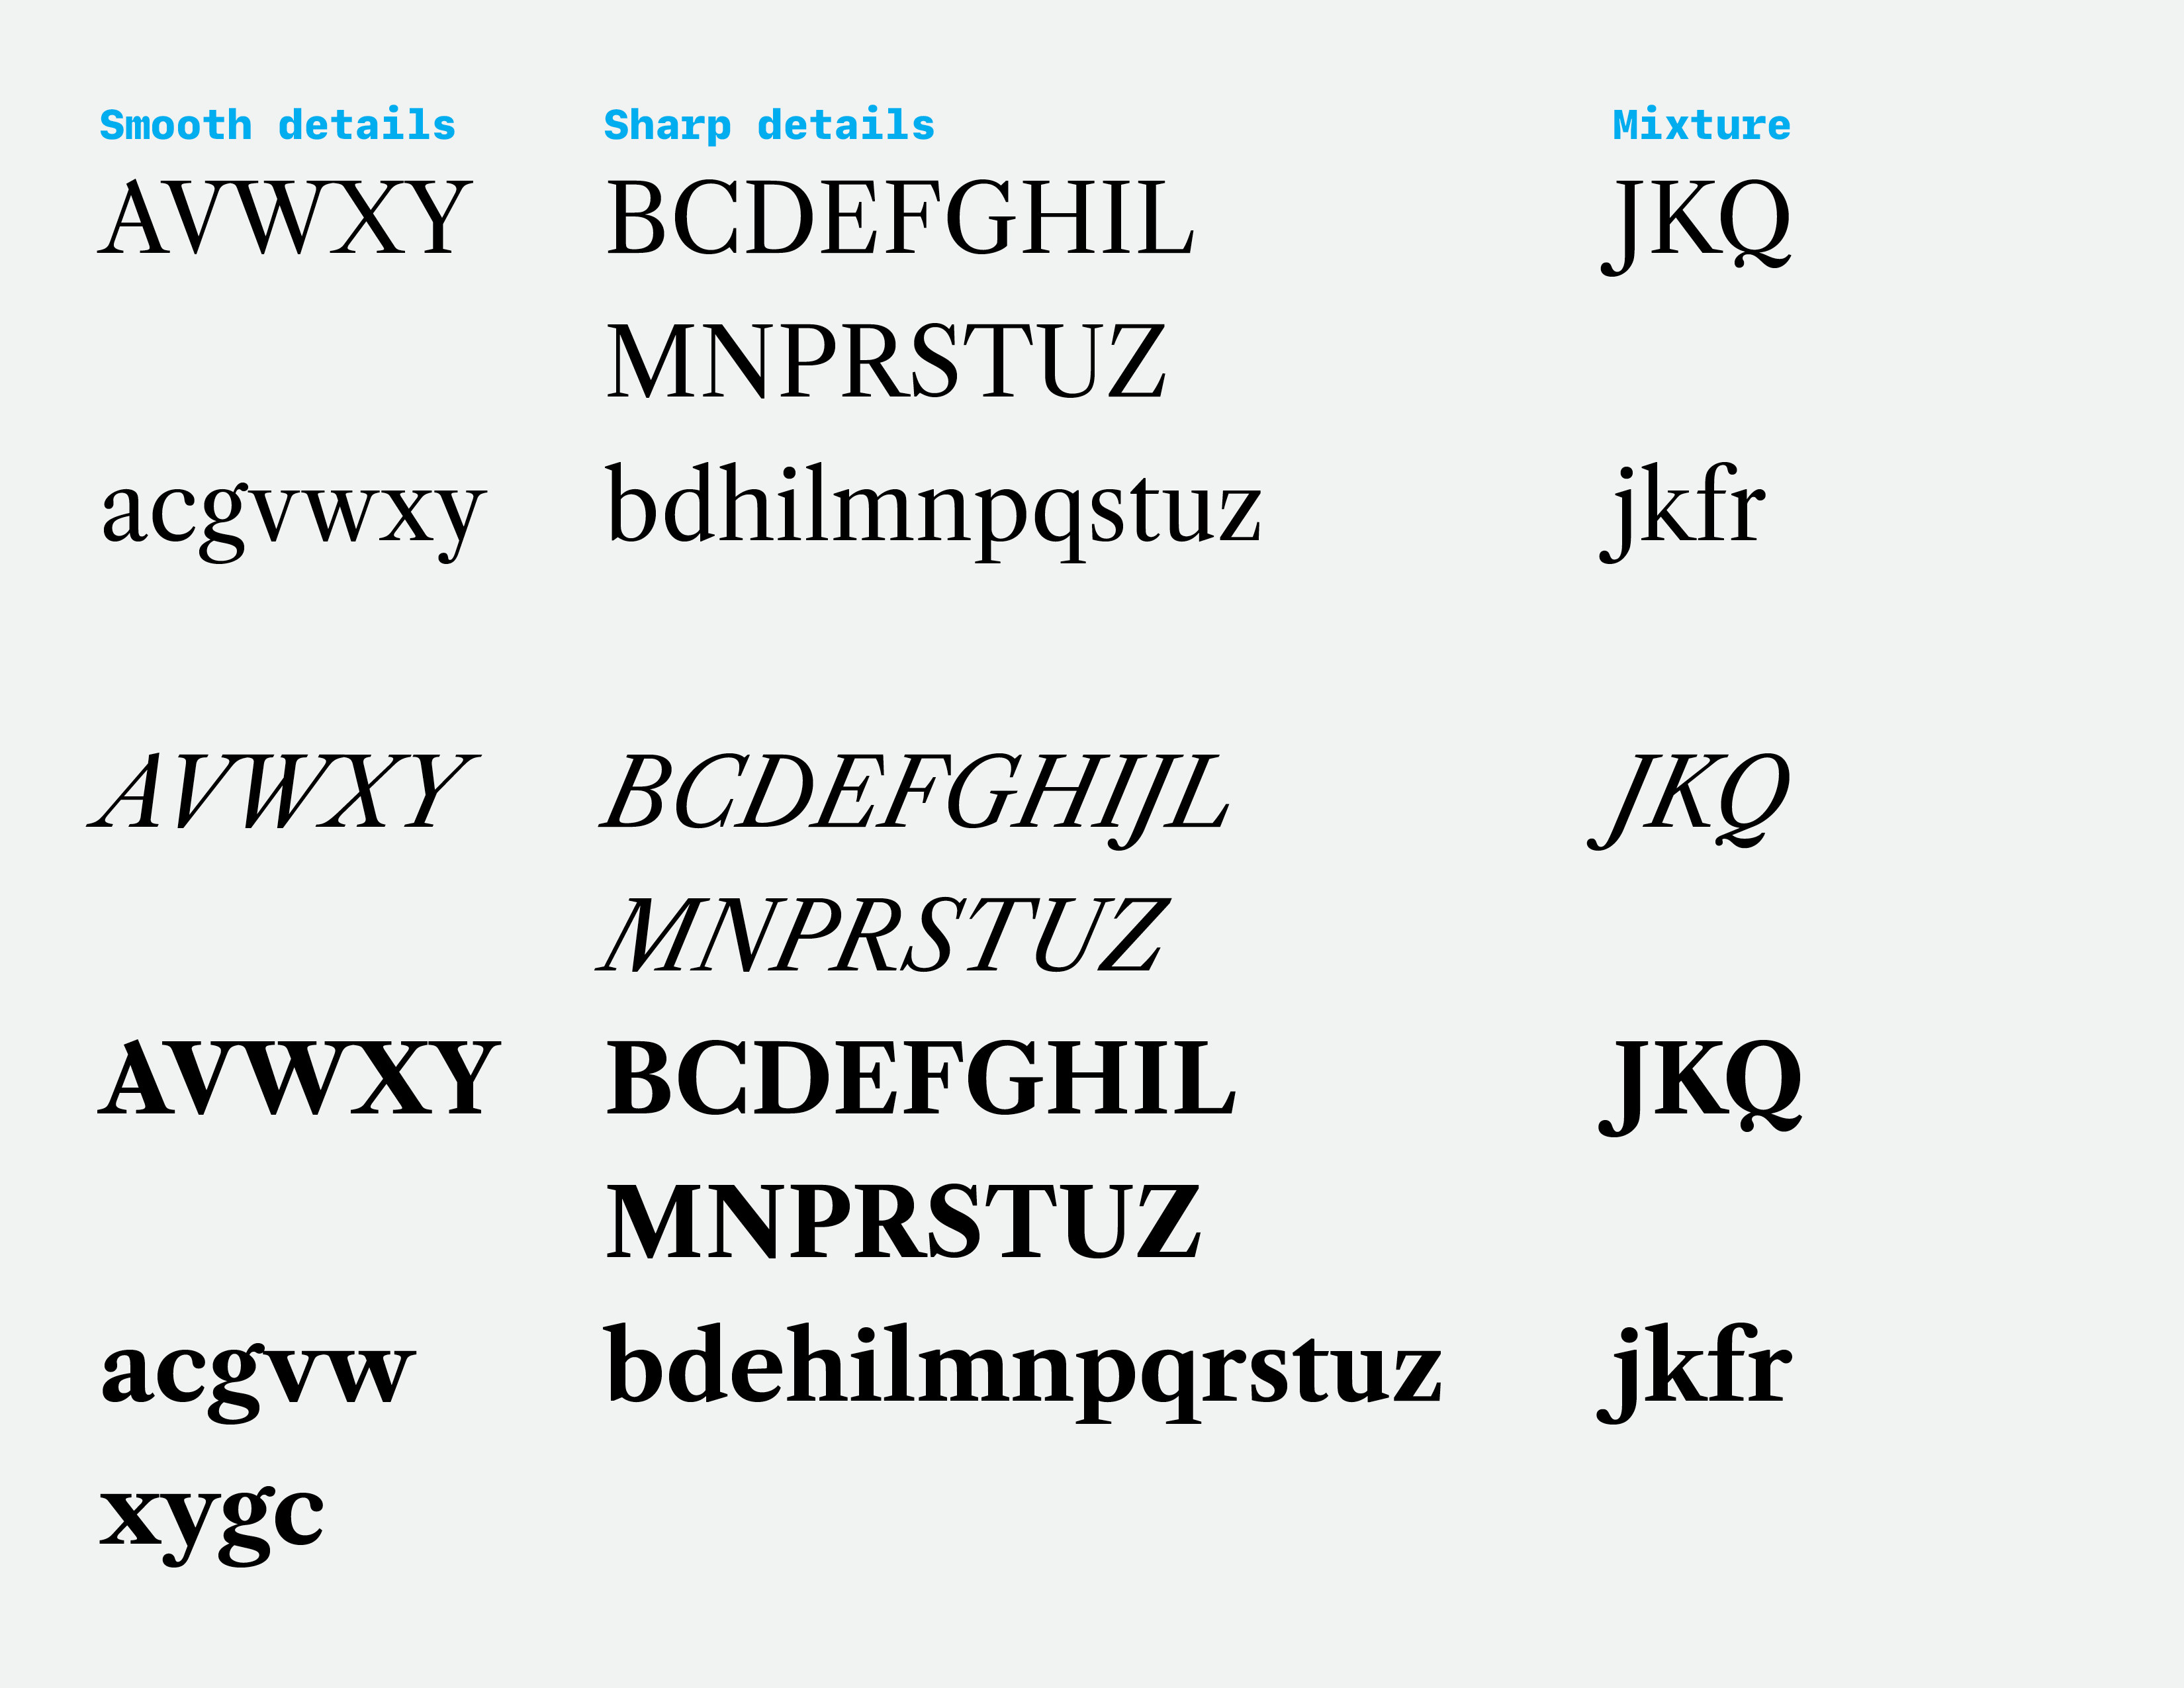 Smooth details Sharp details Mixture
AVWXY BCDEFGHIL JKQ
MNPRSTUZ
acgvwxy bdhilmnpqstuz jkfr
AVWXY BCDEFGHIJL JKQ
MNPRSTUZ
AVWXY BCDEFGHIL JKQ
MNPRSTUZ
acgvw bdehilmnpqrstuz jkfr
xygc